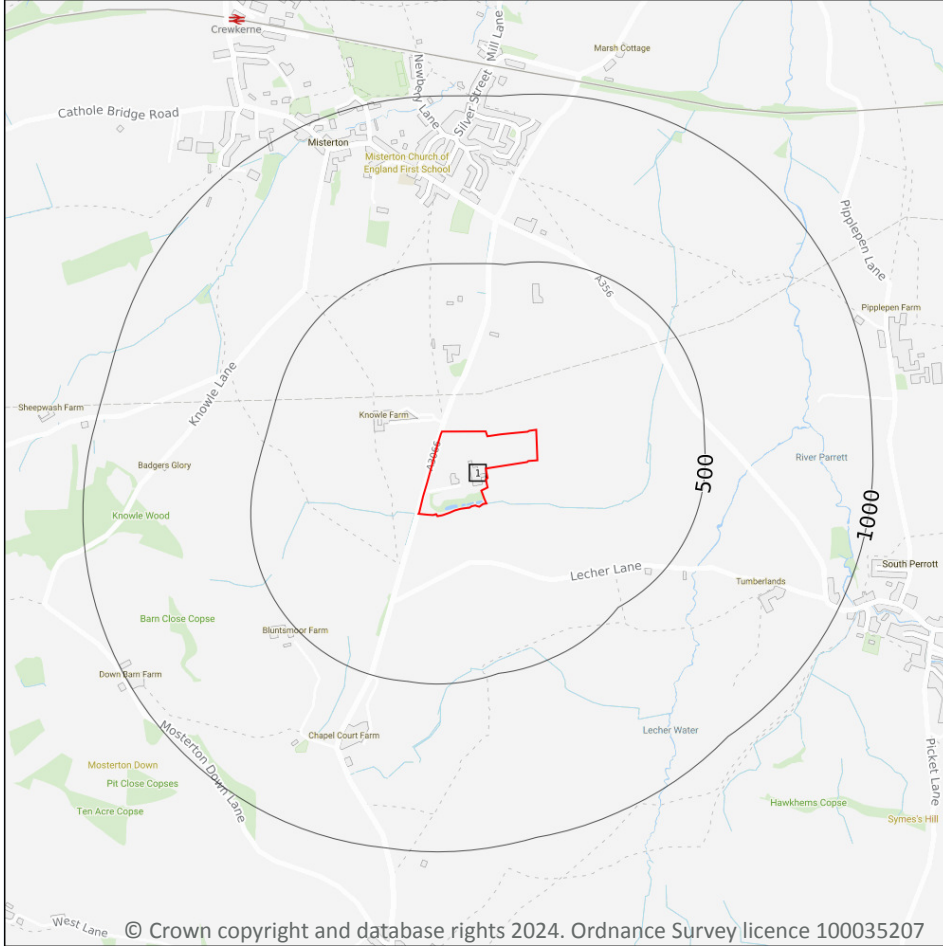 Crewkerne
Mill Lane
Marsh Cottage
Newbery Lane
Silver Street
Cathole Bridge Road
Misterton
Misterton Church of
England First School
Pipplepen Lane
A356
Pipplepen Farm
Knowle Lane
Sheepwash Farm
Knowle Farm
A3066
Badgers Glory
River Parrett
1
500
1000
Knowle Wood
South Perrott
Lecher Lane
Tumberlands
Barn Close Copse
Bluntsmoor Farm
Down Barn Farm
Lecher Water
Chapel Court Farm
Mosterton Down Lane
Mosterton Down
Picket Lane
Pit Close Copses
Hawkhems Copse
Ten Acre Copse
Symes's Hill
West Lane
© Crown copyright and database rights 2024. Ordnance Survey licence 100035207